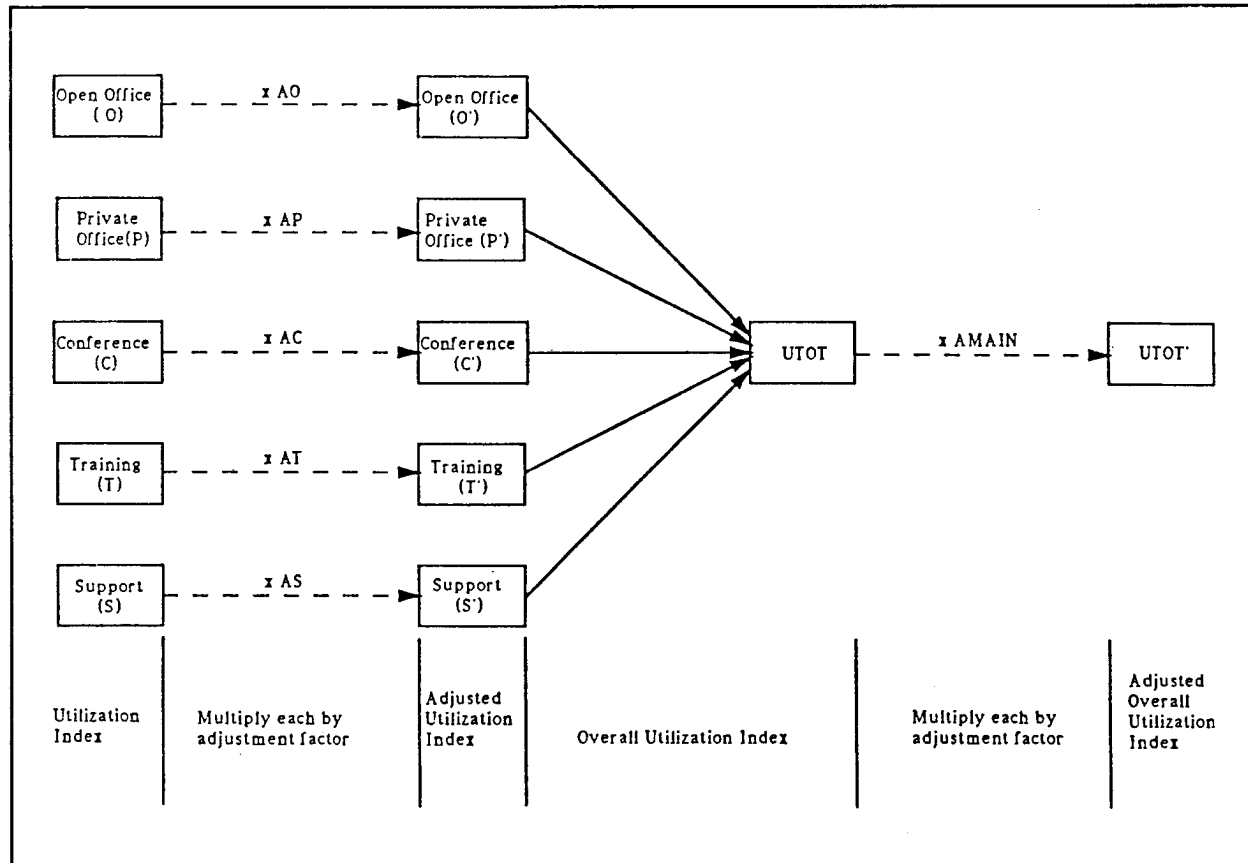 Open Office
(O)
x AO
Open Office
(O')
Private
Office(P)
x AP
Private
Office (P')
Conference
(C)
x AC
Conference
(C')
UTOT
x AMAIN
UTOT'
Training
(T)
x AT
Training
(T')
Support
(S)
x AS
Support
(S')
Utilization
Index
Multiply each by
adjustment factor
Adjusted
Utilization
Index
Overall Utilization Index
Multiply each by
adjustment factor
Adjusted
Overall
Utilization
Index